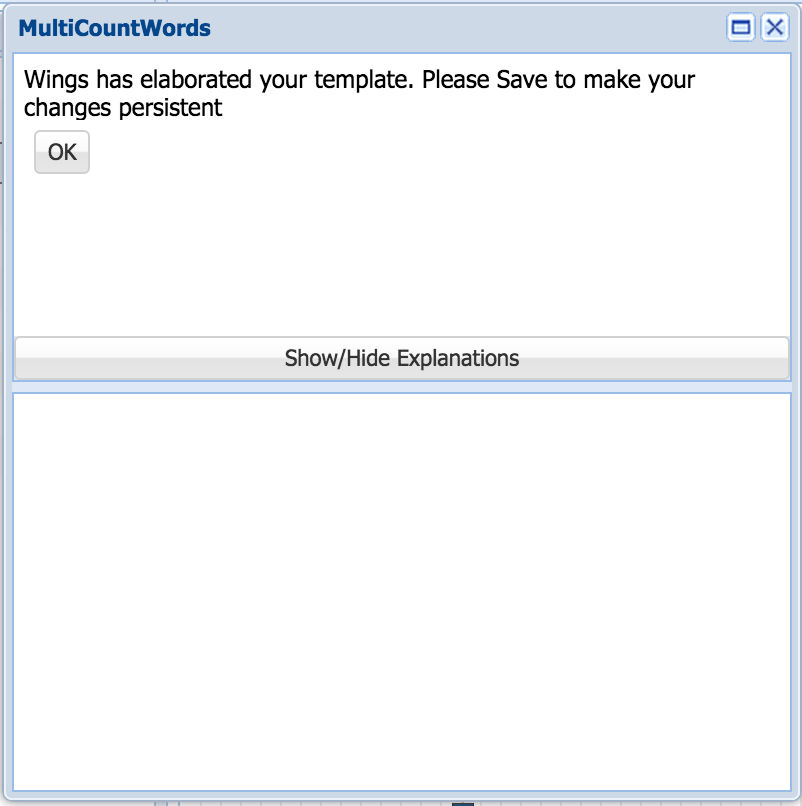 MultiCountWords
Wings has elaborated your template. Please Save to make your
changes persistent
OK
Show/Hide Explanations